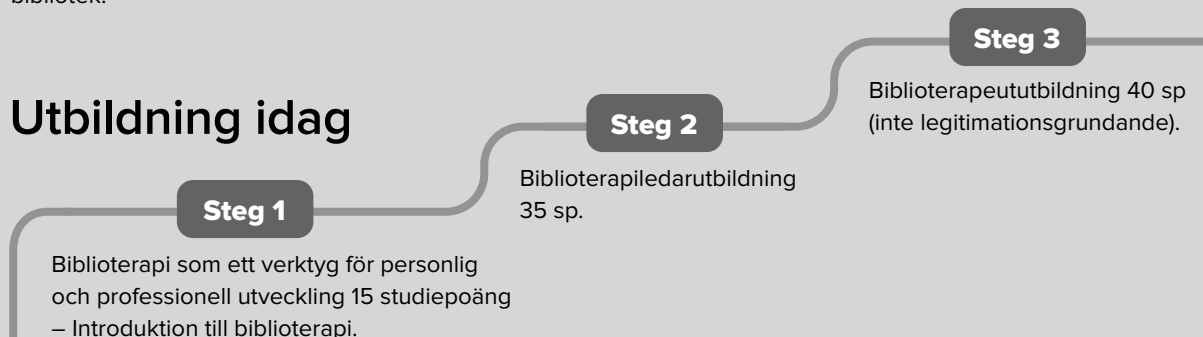 bibliotek.
Utbildning idag
Steg 1
Biblioterapi som ett verktyg för personlig
och professionell utveckling 15 studiepoäng
– Introduktion till biblioterapi.
Steg 2
Biblioterapiledarutbildning
35 sp.
Steg 3
Biblioterapeututbildning 40 sp
(inte legitimationsgrundande).